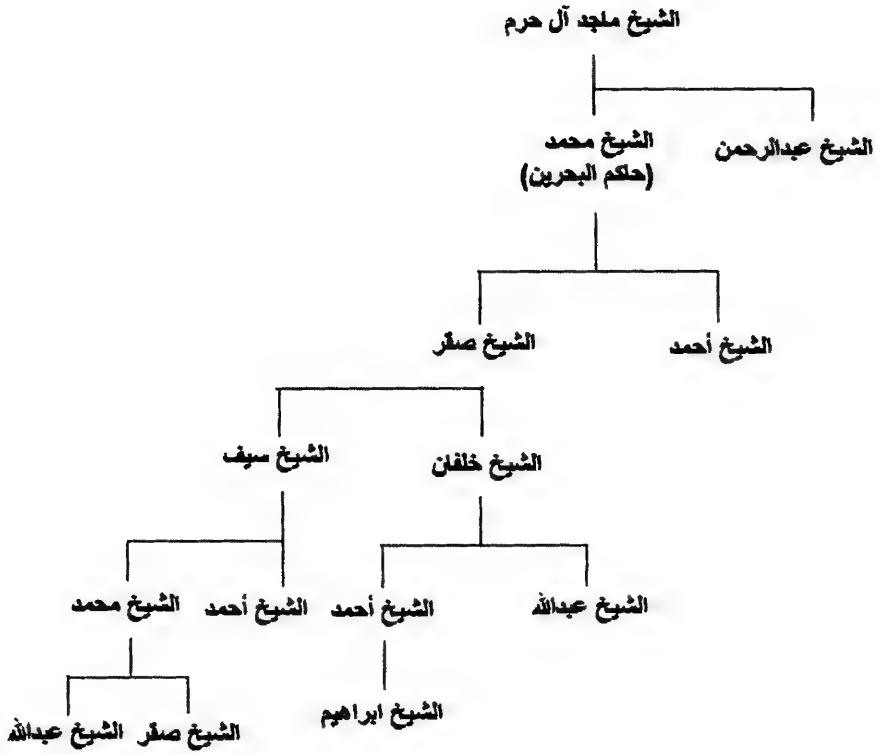 الشيخ ماجد آل حرم
الشيخ عبدالرحمن
الشيخ محمد
(حاكم البحرين)
الشيخ أحمد
الشيخ صقر
الشيخ خلفان
الشيخ سيف
الشيخ عبدالله
الشيخ أحمد
الشيخ أحمد
الشيخ محمد
الشيخ ابراهيم
الشيخ صقر
الشيخ عبدالله